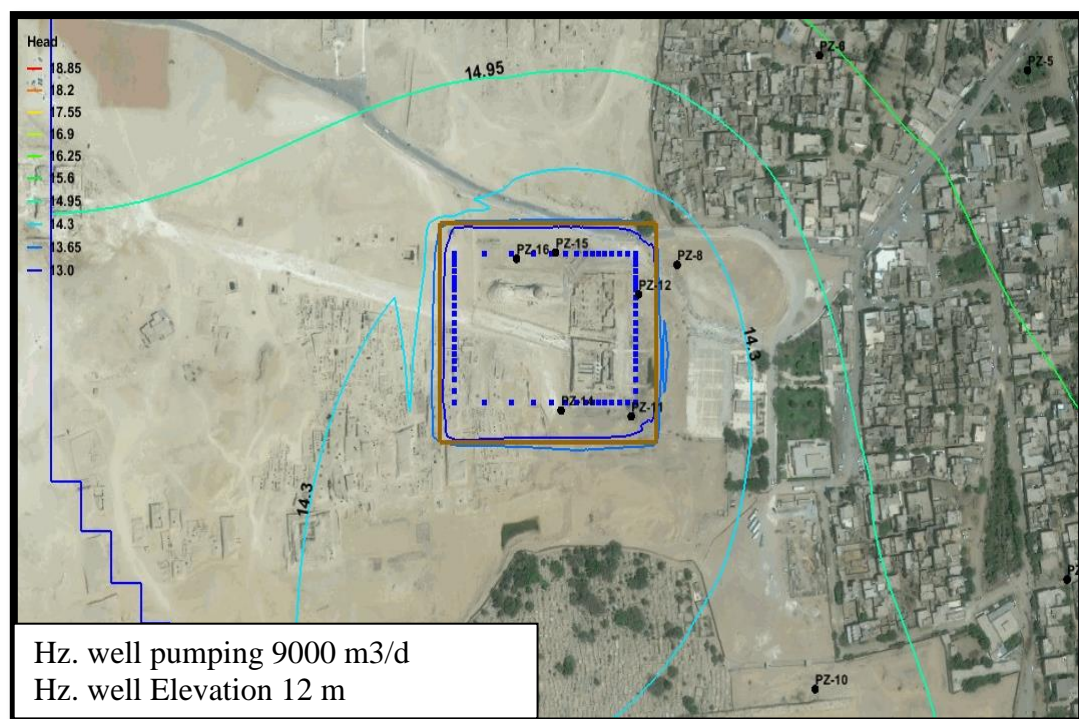 Head
18.85
18.2
17.55
16.9
16.25
15.6
14.95
14.3
13.65
13.0
14.95
PZ-6
PZ-5
PZ-16
PZ-15
PZ-8
PZ-12
14.3
PZ-14
PZ-11
14.3
PZ-10
Hz. well pumping 9000 m3/d
Hz. well Elevation 12 m